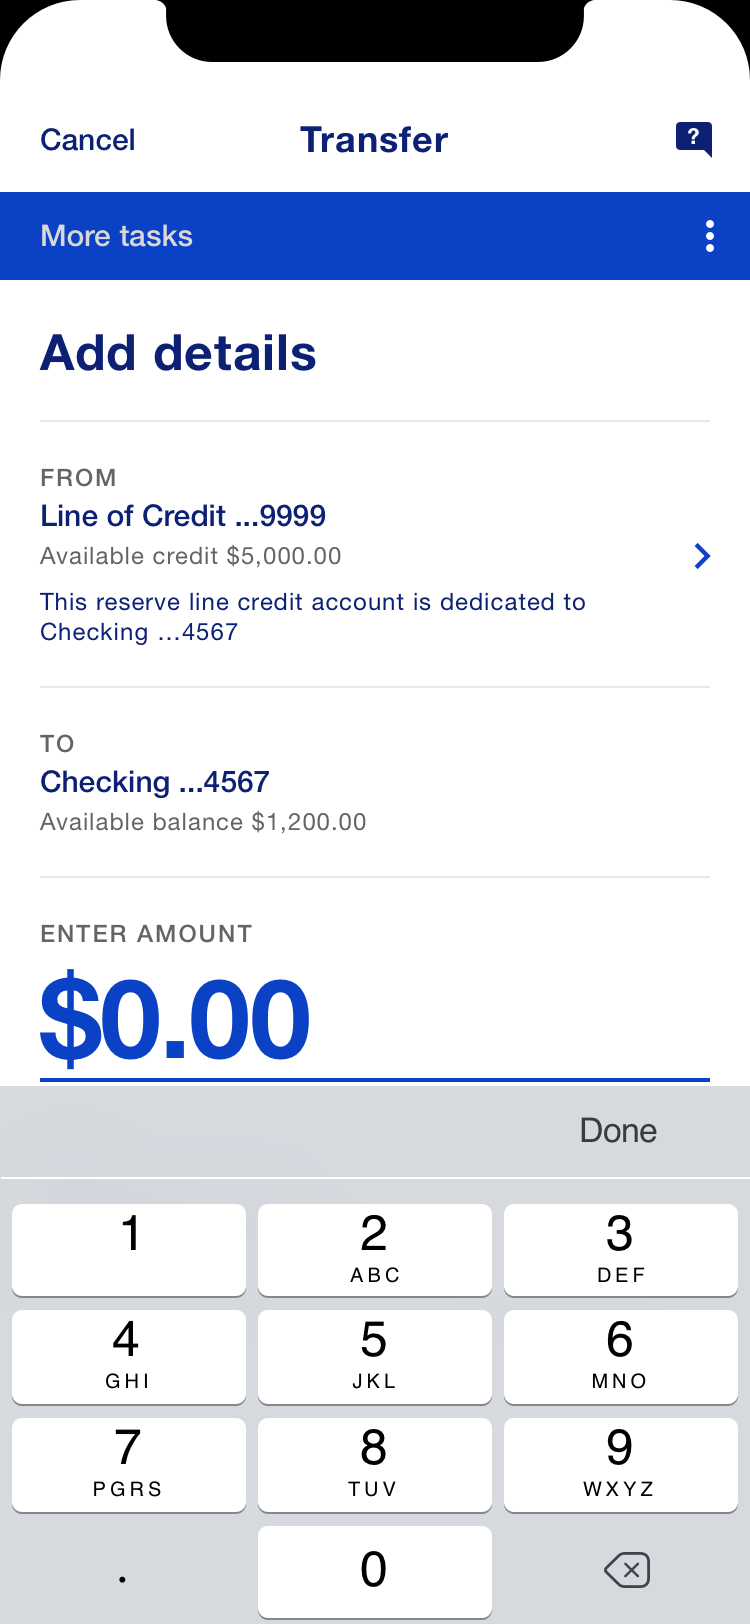 Cancel
Transfer
?
More tasks
Add details
FROM
Line of Credit ...9999
Available credit $5,000.00
This reserve line credit account is dedicated to
Checking ...4567
TO
Checking ...4567
Available balance $1,200.00
ENTER AMOUNT
$0.00
Done
1
2
3
ABC
DEF
4
5
6
GHI
JKL
MNO
7
8
9
PGRS
TUV
WXYZ
.
0